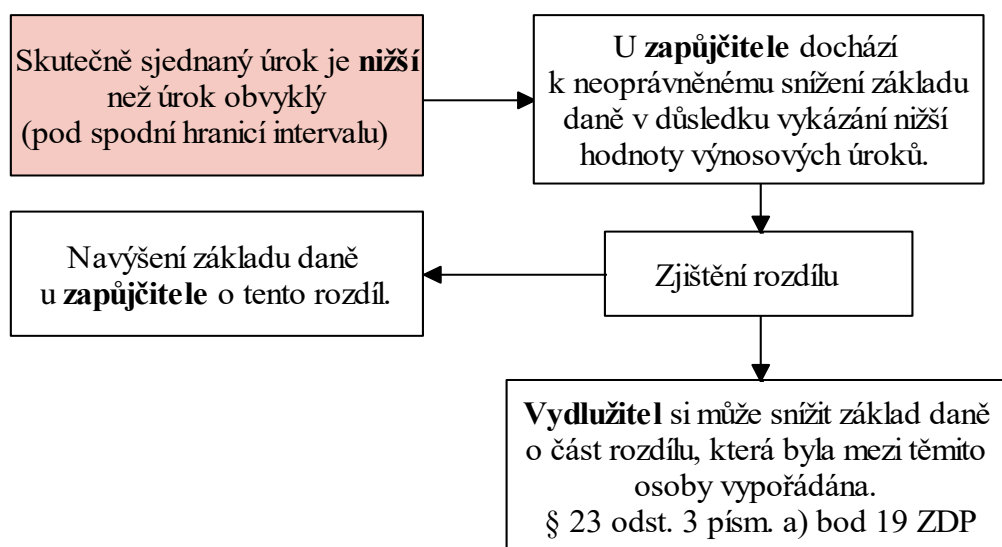 Skutečně sjednaný úrok je nižší
než úrok obvyklý
(pod spodní hranicí intervalu)
U zapůjčitele dochází
k neoprávněnému snížení základu
daně v důsledku vykázání nižší
hodnoty výnosových úroků.
Navýšení základu daně
u zapůjčitele o tento rozdíl.
Zjištění rozdílu
Vydlužitel si může snížit základ daně
o část rozdílu, která byla mezi těmito
osoby vypořádána.
§ 23 odst. 3 písm. a) bod 19 ZDP